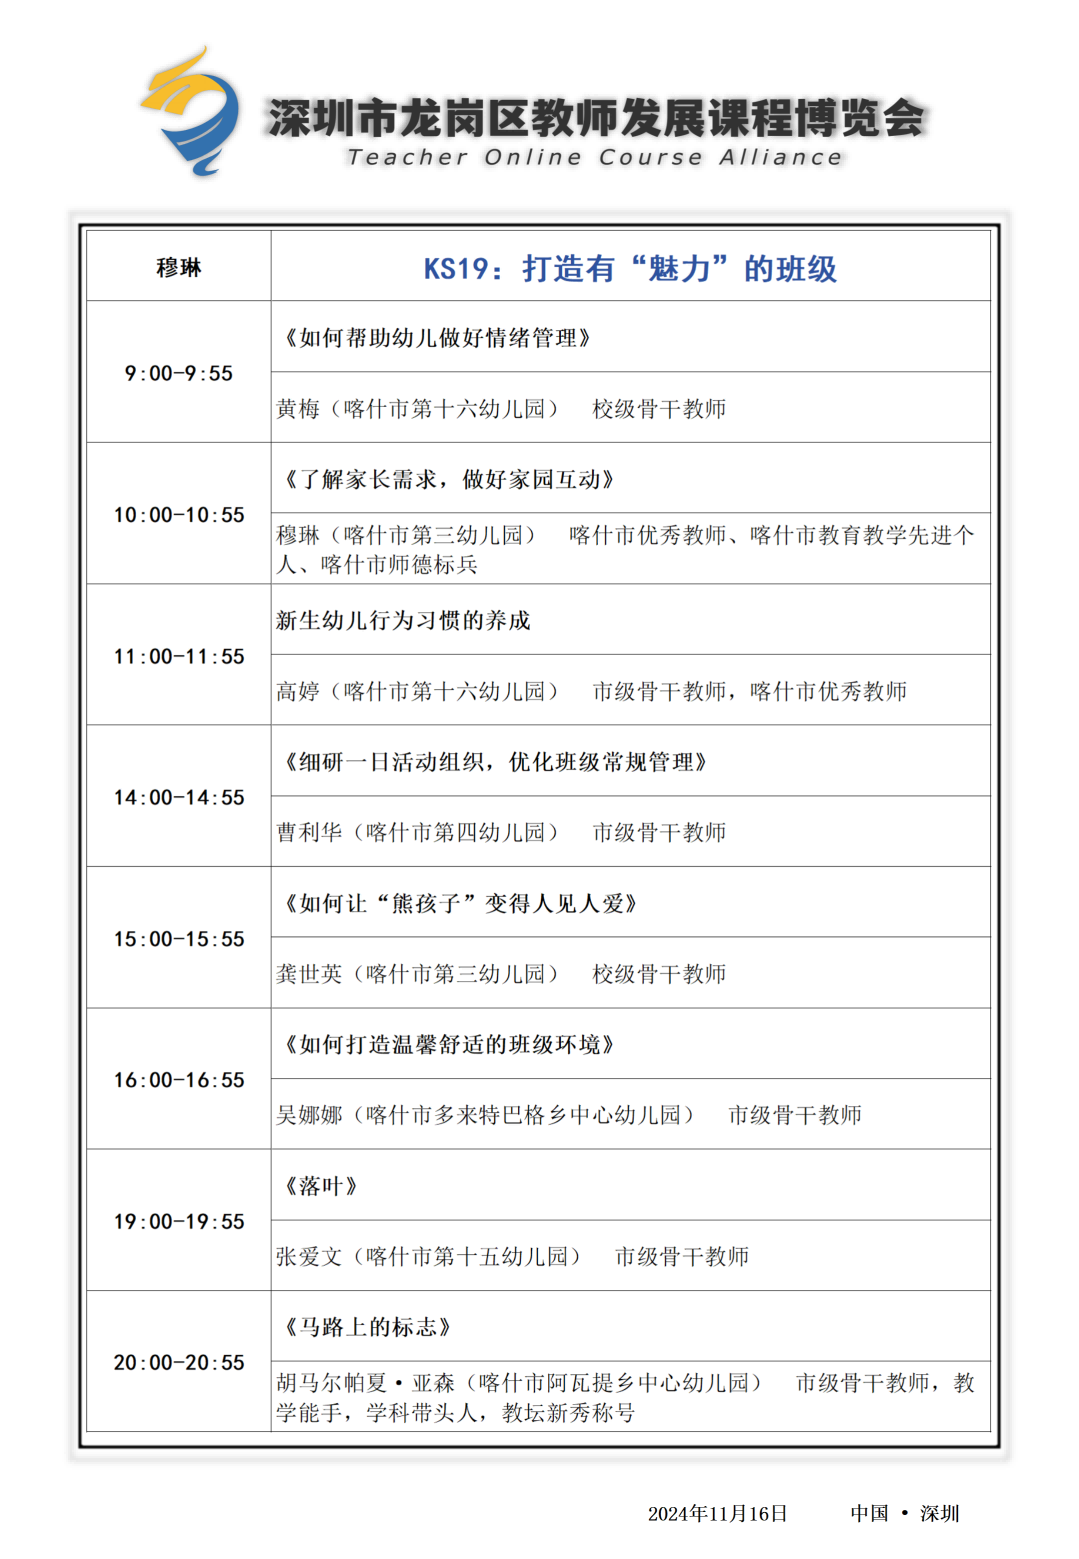 深圳市龙岗区教师发展课程博览会
Teacher Online Course Alliance
穆琳
KS19：打造有“魅力”的班级
9:00-9:55
《如何帮助幼儿做好情绪管理》
黄梅（喀什市第十六幼儿园） 校级骨干教师
10:00-10:55
《了解家长需求，做好家园互动》
穆琳（喀什市第三幼儿园） 喀什市优秀教师、喀什市教育教学先进个
人、喀什市师德标兵
11:00-11:55
新生幼儿行为习惯的养成
高婷（喀什市第十六幼儿园） 市级骨干教师，喀什市优秀教师
14:00-14:55
《细研一日活动组织，优化班级常规管理》
曹利华（喀什市第四幼儿园） 市级骨干教师
15:00-15:55
《如何让“熊孩子”变得人见人爱》
龚世英（喀什市第三幼儿园） 校级骨干教师
16:00-16:55
《如何打造温馨舒适的班级环境》
吴娜娜（喀什市多来特巴格乡中心幼儿园） 市级骨干教师
19:00-19:55
《落叶》
张爱文（喀什市第十五幼儿园） 市级骨干教师
20:00-20:55
《马路上的标志》
胡马尔帕夏·亚森（喀什市阿瓦提乡中心幼儿园） 市级骨干教师，教
学能手，学科带头人，教坛新秀称号
2024年11月16日 中国·深圳